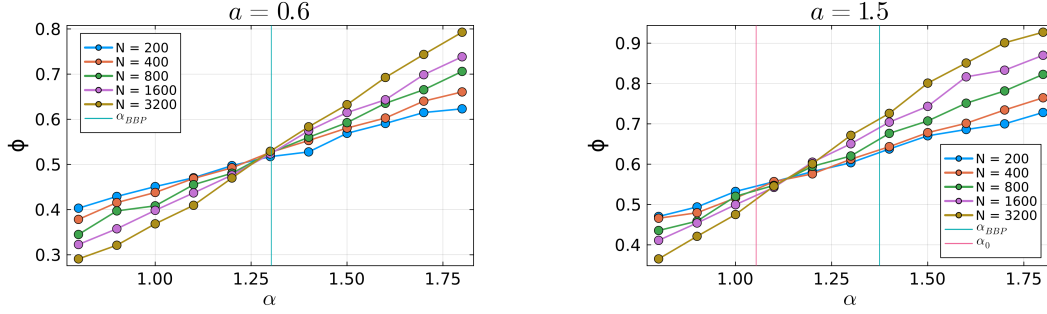 a = 0.6
0.8
0.7
0.6
0.5
0.4
0.3
ϕ
N = 200
N = 400
N = 800
N = 1600
N = 3200
α_BBP
1.00 1.25 1.50 1.75
α
a = 1.5
0.9
0.8
0.7
0.6
0.5
0.4
ϕ
N = 200
N = 400
N = 800
N = 1600
N = 3200
α_BBP
α_0
1.00 1.25 1.50 1.75
α